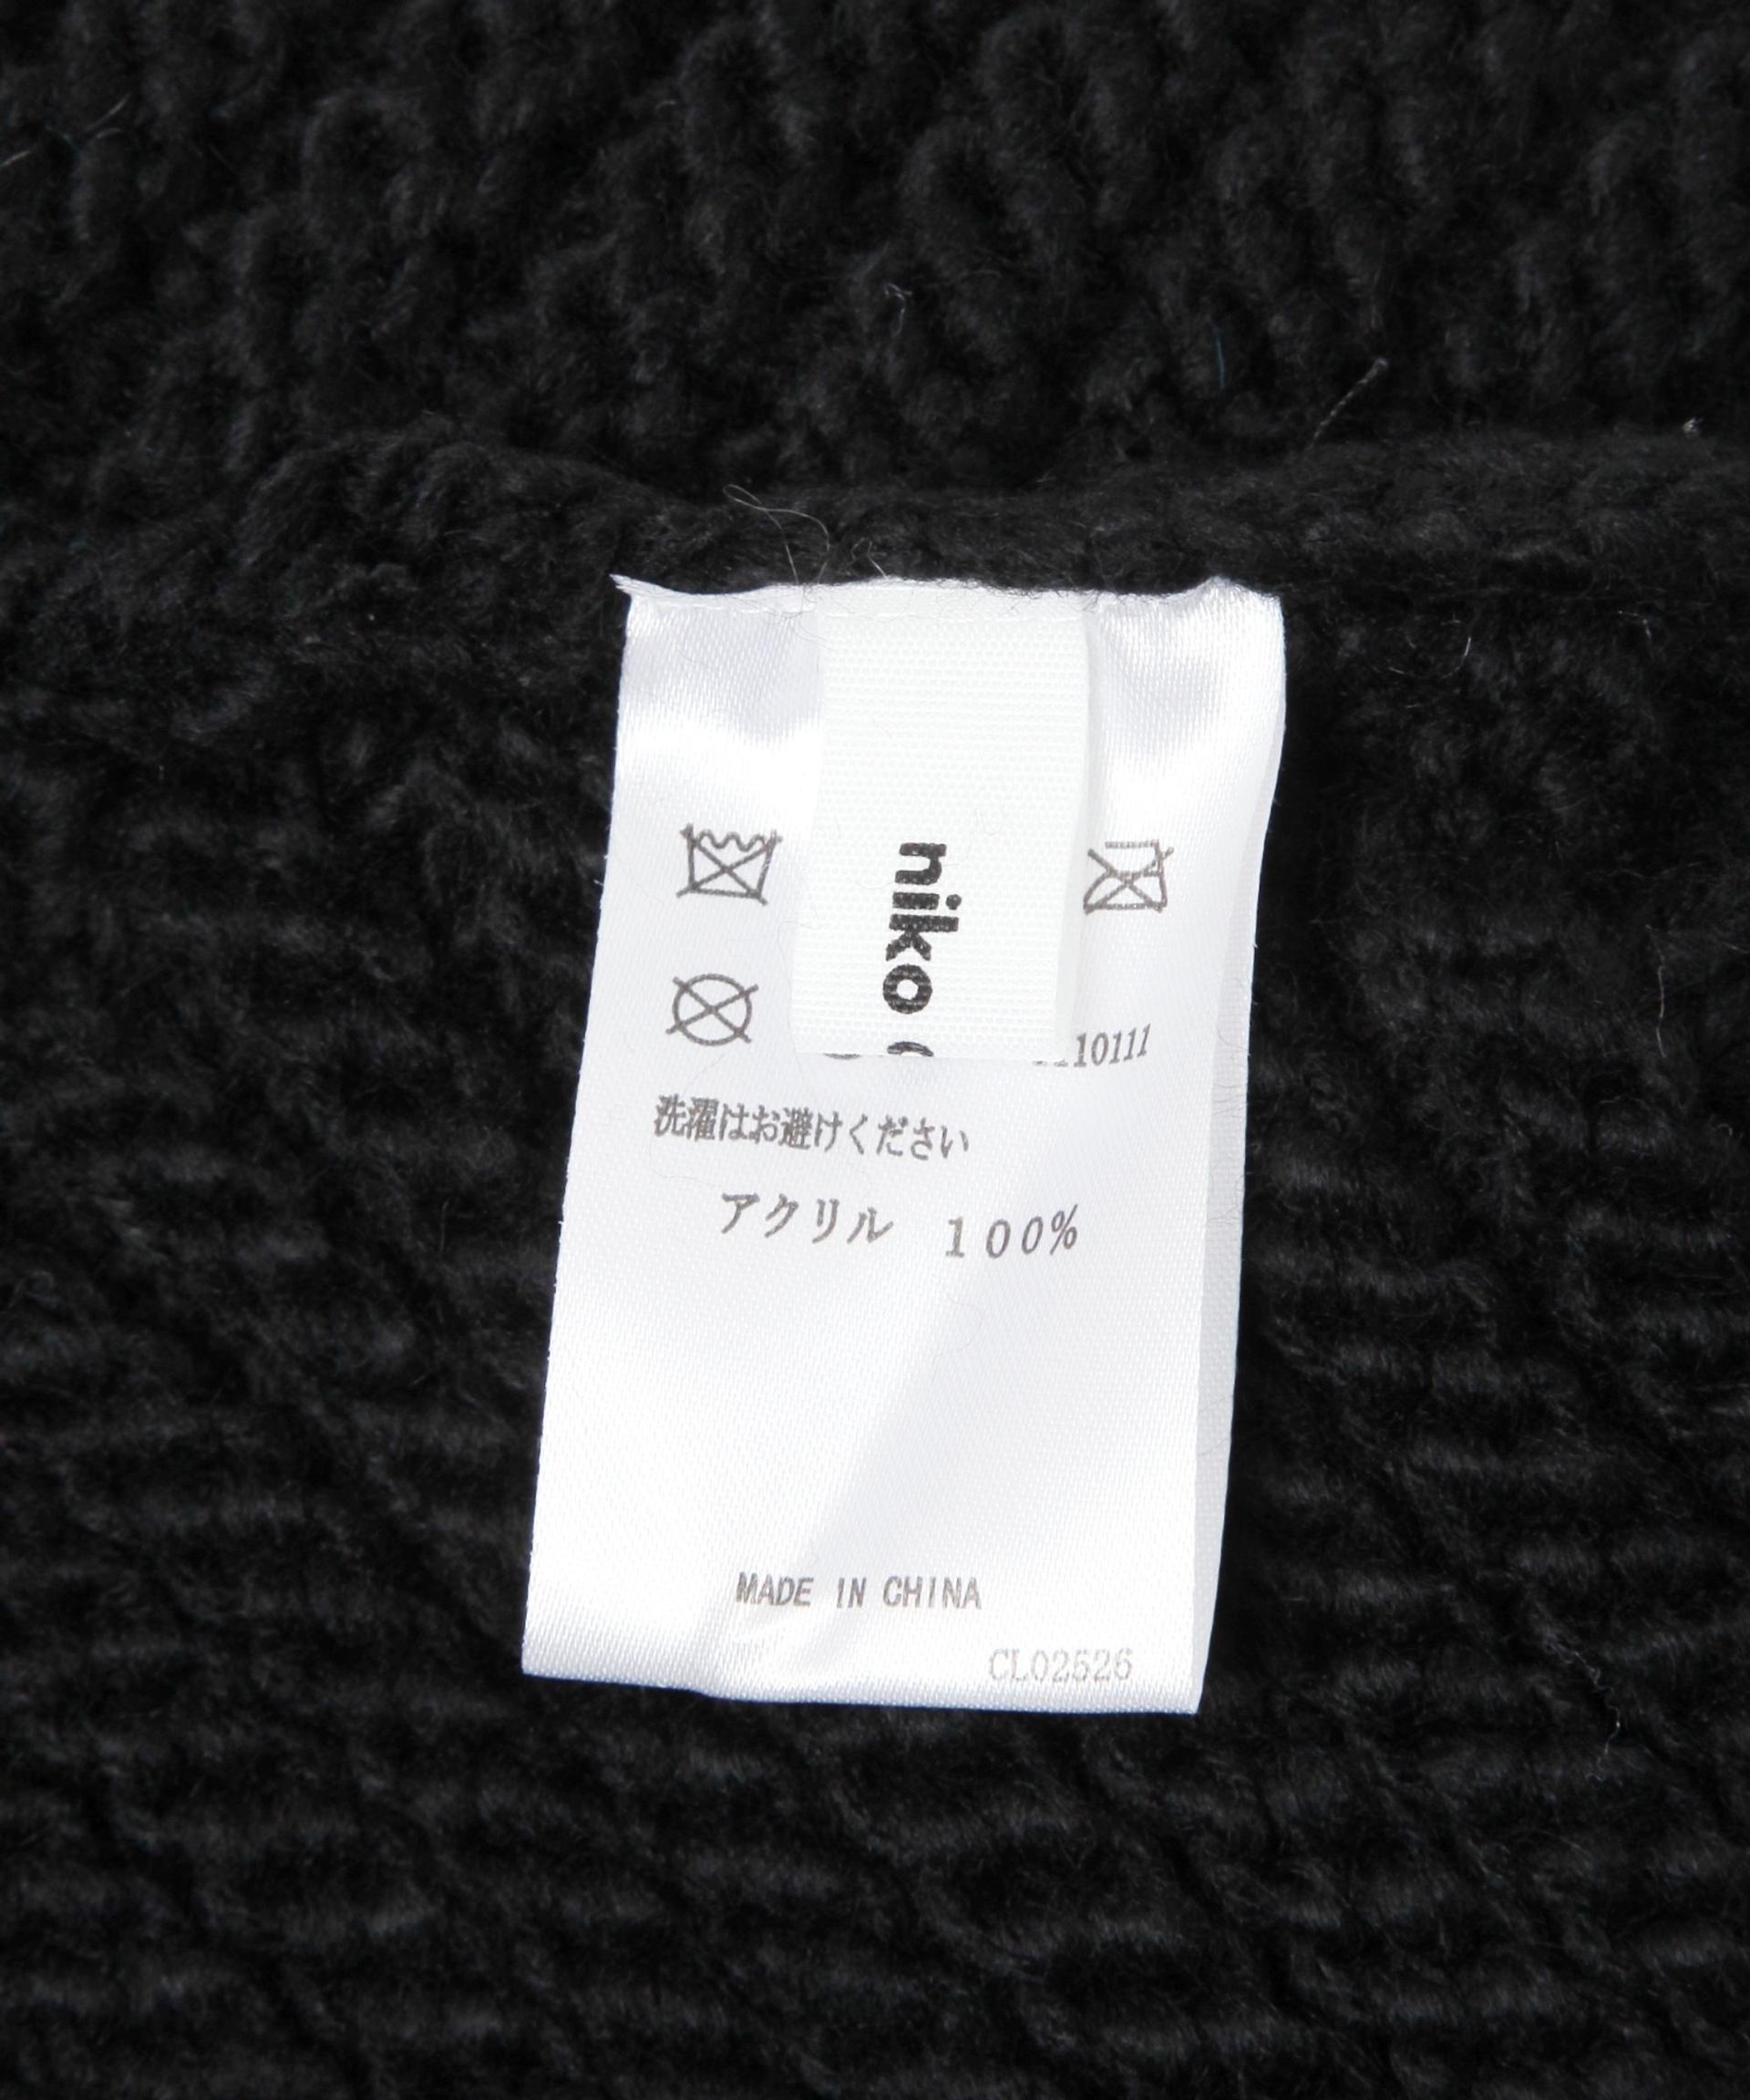 niko
10111
洗濯はお避けください
アクリル 100%
MADE IN CHINA
CL02526